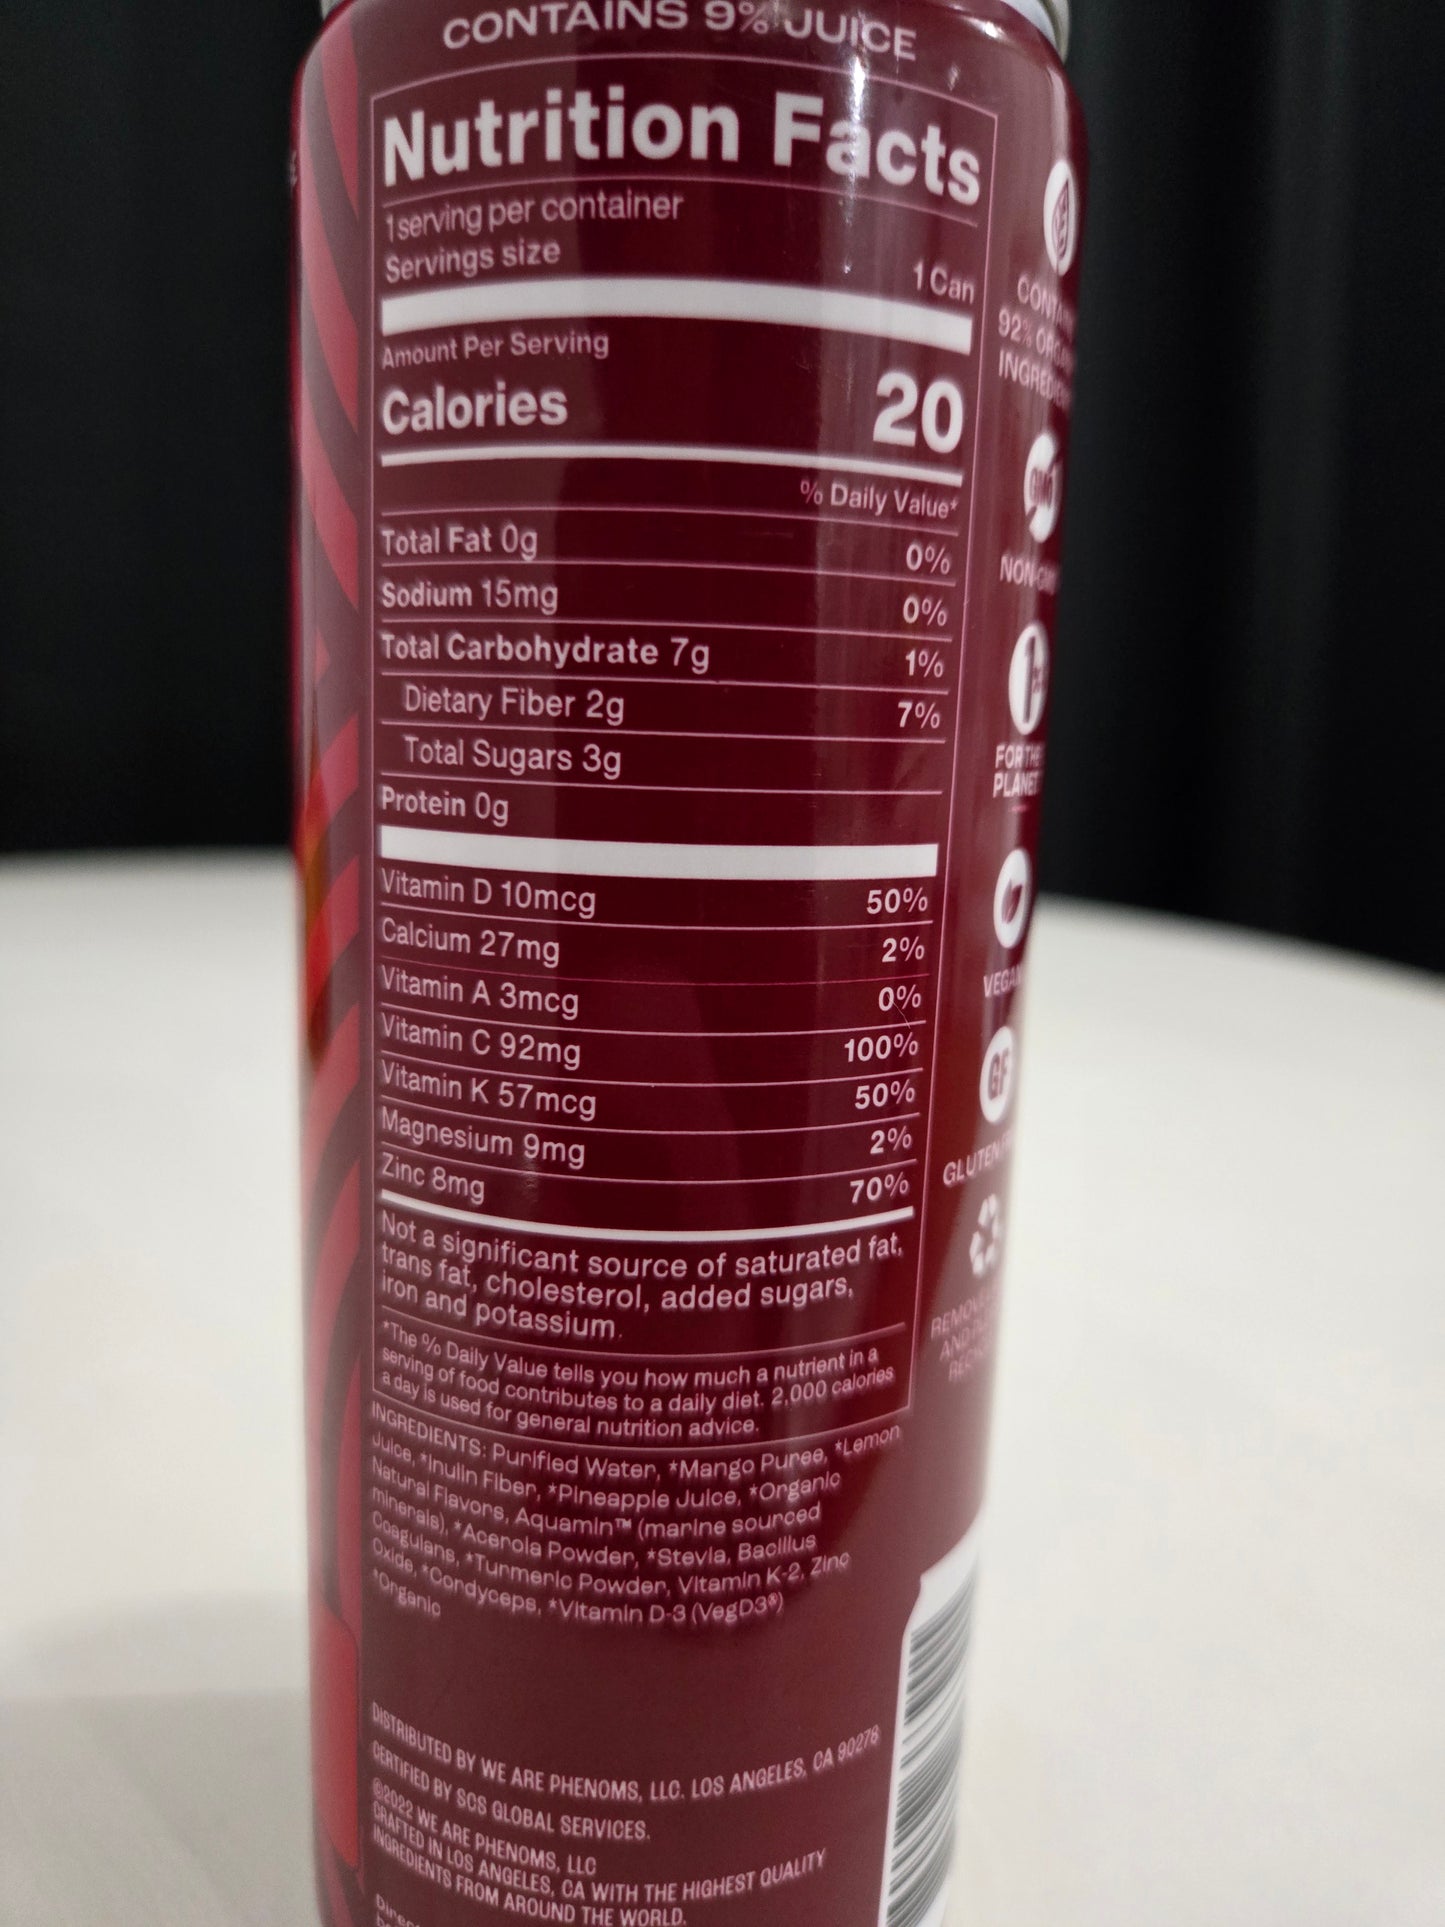 CONTAINS 9% JUICE
Nutrition Facts
1 serving per container
Servings size 1 Can
Amount Per Serving
Calories 20
% Daily Value*
Total Fat 0g 0%
Sodium 15mg 0%
Total Carbohydrate 7g 1%
Dietary Fiber 2g 7%
Total Sugars 3g
Protein 0g
Vitamin D 10mcg 50%
Calcium 27mg 2%
Vitamin A 3mcg 0%
Vitamin C 92mg 100%
Vitamin K 57mcg 50%
Magnesium 9mg 2%
Zinc 8mg 70%
Not a significant source of saturated fat,
trans fat, cholesterol, added sugars,
iron and potassium.
*The % Daily Value tells you how much a nutrient in a
serving of food contributes to a daily diet. 2,000 calories
a day is used for general nutrition advice.
INGREDIENTS: Purified Water, *Mango Puree, *Lemon
Juice, *Inulin Fiber, *Pineapple Juice, *Organic
Natural Flavors, Aquamin™ (marine sourced
minerals), *Acerola Powder, *Stevia, Bacillus
Coagulans, *Turmeric Powder, Vitamin K-2, Zinc
Oxide, *Cordyceps, *Vitamin D-3 (VegD3®)
*Organic
DISTRIBUTED BY WE ARE PHENOMS, LLC. LOS ANGELES, CA 90278
CERTIFIED BY SCS GLOBAL SERVICES.
©2022 WE ARE PHENOMS, LLC
CRAFTED IN LOS ANGELES, CA WITH THE HIGHEST QUALITY
INGREDIENTS FROM AROUND THE WORLD.
92%
FOR THE
PLANET
VEGAN
GF